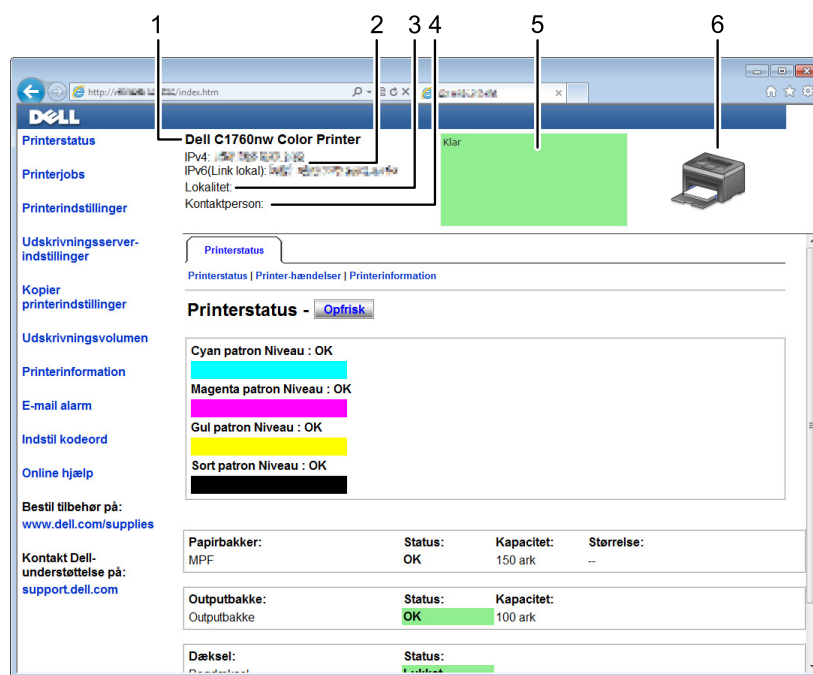 1 2 3 4 5 6
http:// /index.htm
DELL
Printerstatus
Printerjobs
Printerindstillinger
Udskrivningsserver-
indstillinger
Kopier
printerindstillinger
Udskrivningsvolumen
Printerinformation
E-mail alarm
Indstil kodeord
Online hjælp
Bestil tilbehør på:
www.dell.com/supplies
Kontakt Dell-
understøttelse på:
support.dell.com
Dell C1760nw Color Printer
IPv4:
IPv6(Link lokal):
Lokalitet:
Kontaktperson:
Klar
Printerstatus
Printerstatus | Printer-hændelser | Printerinformation
Printerstatus - Opfrisk
Cyan patron Niveau : OK
Magenta patron Niveau : OK
Gul patron Niveau : OK
Sort patron Niveau : OK
Papirbakker: Status: Kapacitet: Størrelse:
MPF OK 150 ark --
Outputbakke: Status: Kapacitet:
Outputbakke OK 100 ark
Dæksel: Status: